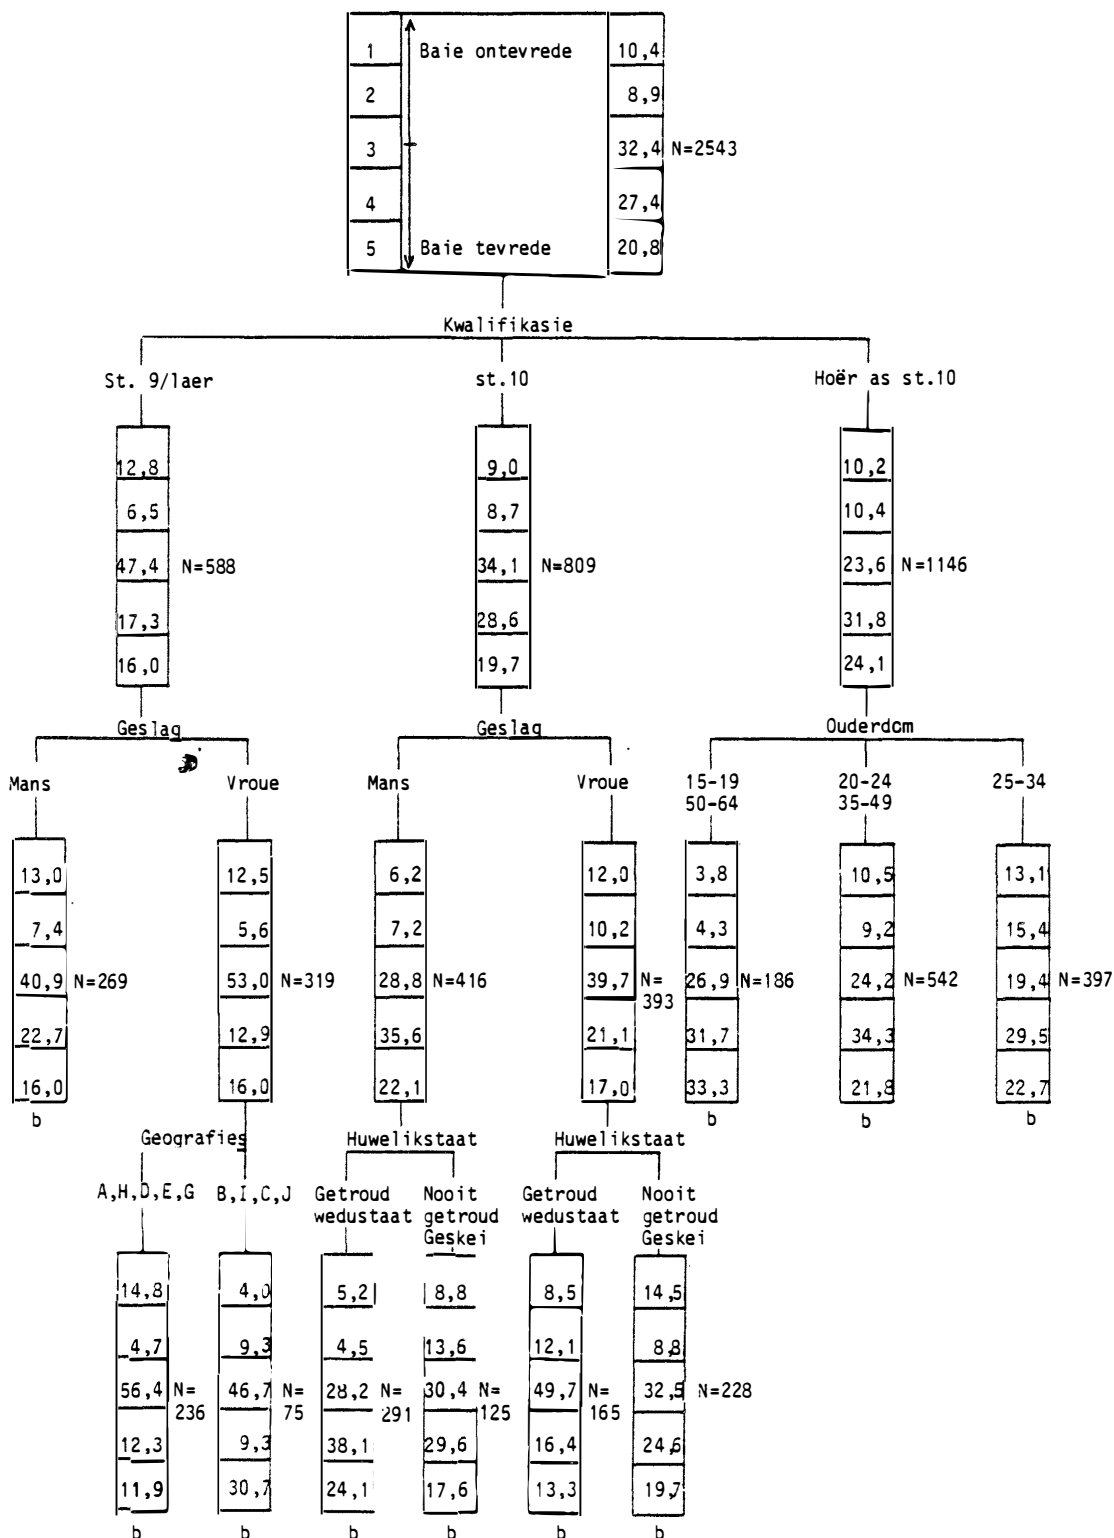 1 Baie ontevrede 10,4
2 8,9
3 32,4 N=2543
4 27,4
5 Baie tevrede 20,8
Kwalifikasie
St. 9/laer st.10 Hoër as st.10
12,8 9,0 10,2
6,5 8,7 10,4
47,4 N=588 34,1 N=809 23,6 N=1146
17,3 28,6 31,8
16,0 19,7 24,1
Geslag Geslag Ouderdom
Mans Vroue Mans Vroue 15-19 20-24 25-34
50-64 35-49
13,0 12,5 6,2 12,0 3,8 10,5 13,1
7,4 5,6 7,2 10,2 4,3 9,2 15,4
40,9 N=269 53,0 N=319 28,8 N=416 39,7 N= 26,9 N=186 24,2 N=542 19,4 N=397
393
22,7 12,9 35,6 21,1 31,7 34,3 29,5
16,0 16,0 22,1 17,0 33,3 21,8 22,7
b b b b
Geografies Huwelikstaat Huwelikstaat
A,H,D,E,G B,I,C,J Getroud Nooit Getroud Nooit
wedustaat getroud wedustaat getroud
Geskei Geskei
14,8 4,0 5,2 8,8 8,5 14,5
4,7 9,3 4,5 13,6 12,1 8,8
56,4 N= 46,7 N= 28,2 N= 30,4 N= 49,7 N= 32,5 N=228
236 75 291 125 165
12,3 9,3 38,1 29,6 16,4 24,6
11,9 30,7 24,1 17,6 13,3 19,7
b b b b b b